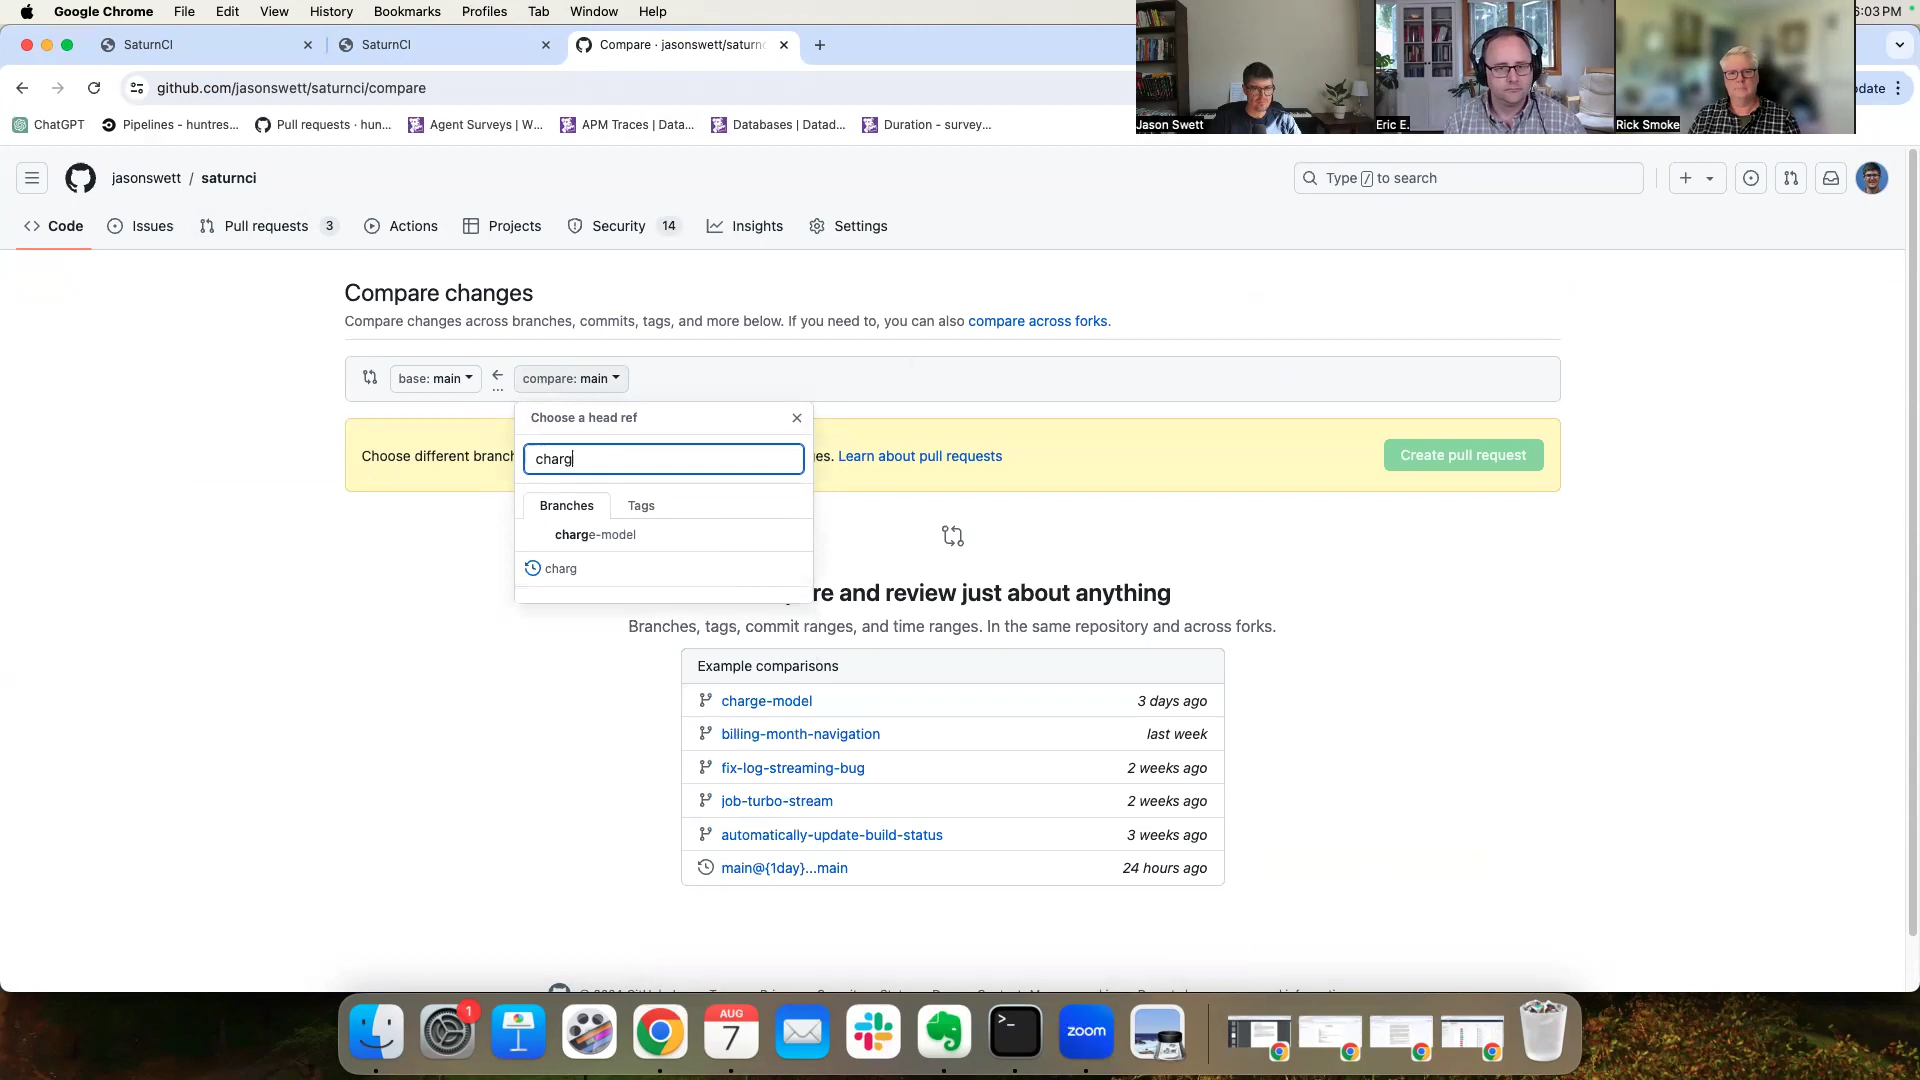 Google Chrome File Edit View History Bookmarks Profiles Tab Window Help
6:03 PM
SaturnCI
SaturnCI
Compare · jasonswett/saturnc
github.com/jasonswett/saturnci/compare
ChatGPT
Pipelines - huntres...
Pull requests · hun...
Agent Surveys | W...
APM Traces | Data...
Databases | Datad...
Duration - survey...
Jason Swett
Eric E.
Rick Smoke
jasonswett / saturnci
Type / to search
Code
Issues
Pull requests 3
Actions
Projects
Security 14
Insights
Settings
Compare changes
Compare changes across branches, commits, tags, and more below. If you need to, you can also compare across forks.
base: main
compare: main
Choose a head ref
charg
Branches Tags
charge-model
charg
Choose different branch
es. Learn about pull requests
Create pull request
re and review just about anything
Branches, tags, commit ranges, and time ranges. In the same repository and across forks.
Example comparisons
charge-model 3 days ago
billing-month-navigation last week
fix-log-streaming-bug 2 weeks ago
job-turbo-stream 2 weeks ago
automatically-update-build-status 3 weeks ago
main@{1day}...main 24 hours ago
1
AUG
7
>_
zoom